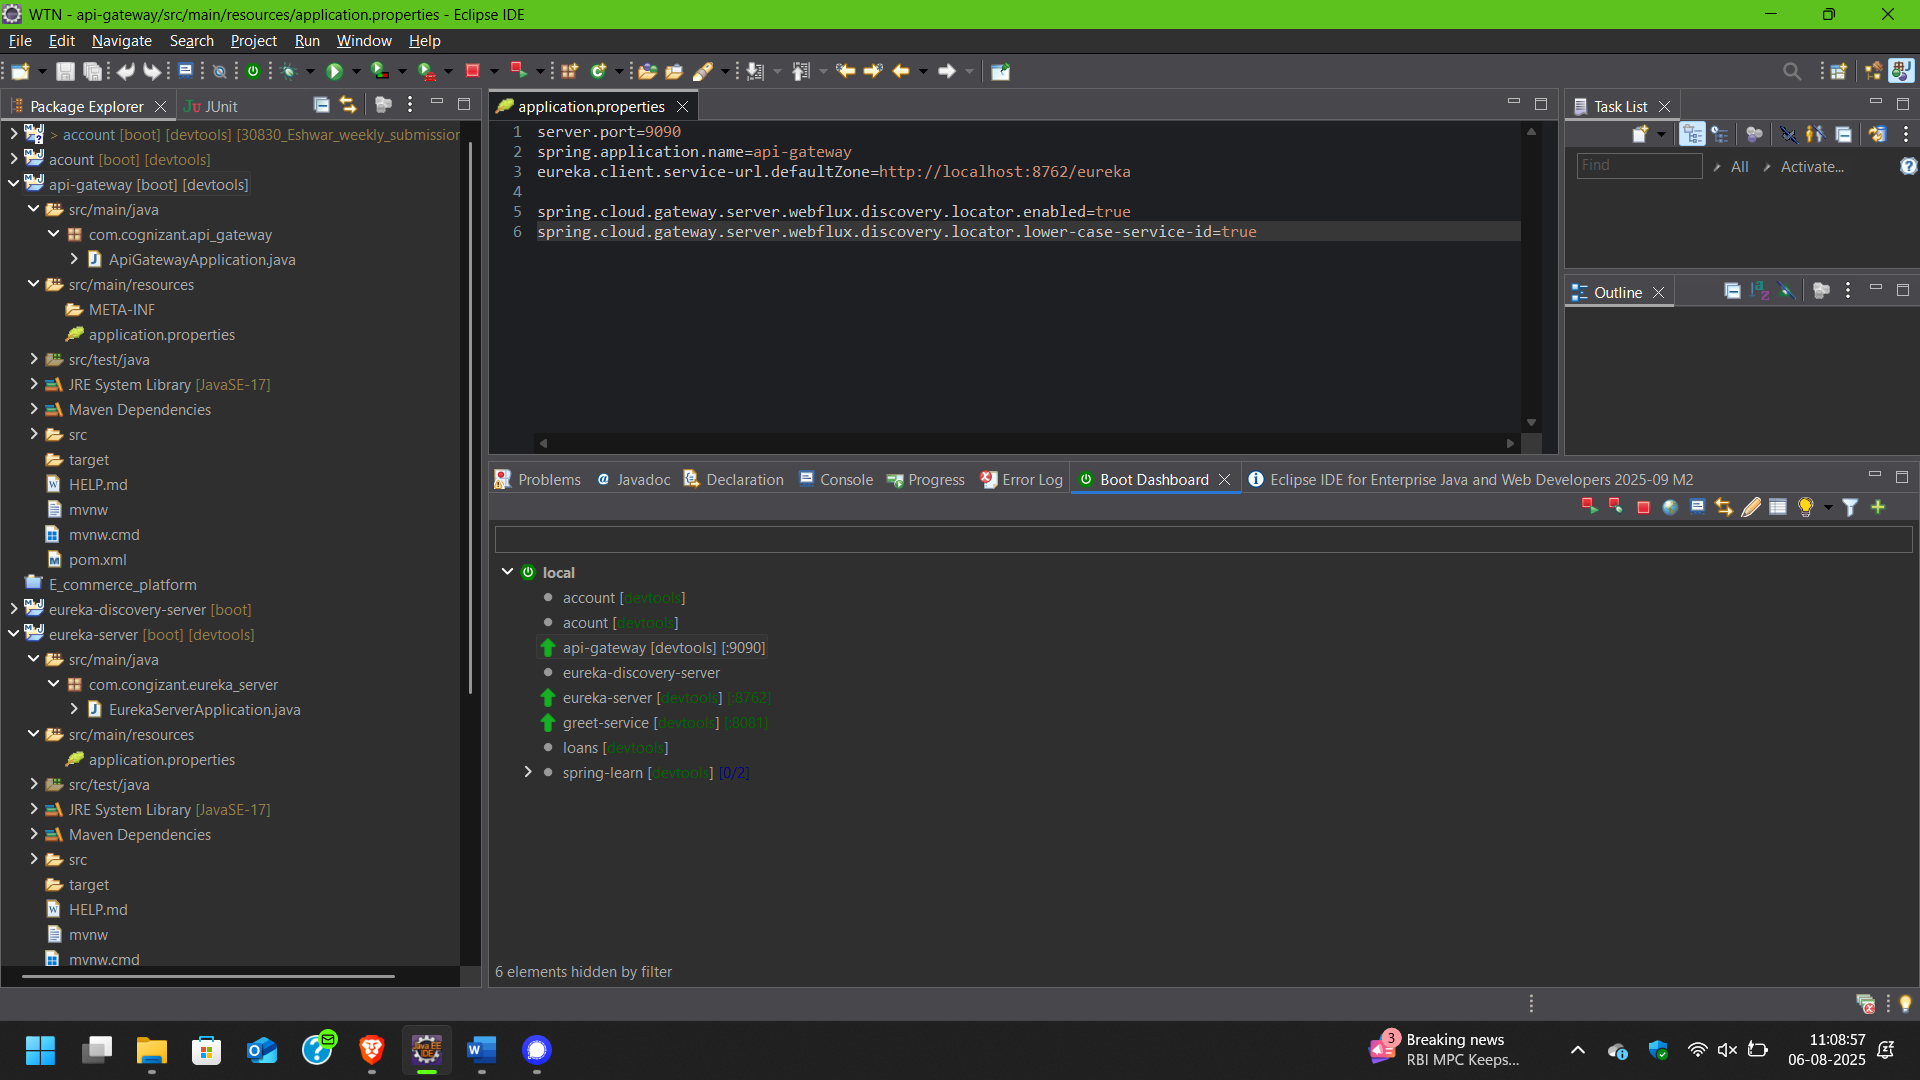 WTN - api-gateway/src/main/resources/application.properties - Eclipse IDE
File Edit Navigate Search Project Run Window Help
Package Explorer
JUnit
> account [boot] [devtools] [30830_Eshwar_weekly_submission
acount [boot] [devtools]
api-gateway [boot] [devtools]
src/main/java
com.cognizant.api_gateway
ApiGatewayApplication.java
src/main/resources
META-INF
application.properties
src/test/java
JRE System Library [JavaSE-17]
Maven Dependencies
src
target
HELP.md
mvnw
mvnw.cmd
pom.xml
E_commerce_platform
eureka-discovery-server [boot]
eureka-server [boot] [devtools]
src/main/java
com.congizant.eureka_server
EurekaServerApplication.java
src/main/resources
application.properties
src/test/java
JRE System Library [JavaSE-17]
Maven Dependencies
src
target
HELP.md
mvnw
mvnw.cmd
application.properties
1 server.port=9090
2 spring.application.name=api-gateway
3 eureka.client.service-url.defaultZone=http://localhost:8762/eureka
4
5 spring.cloud.gateway.server.webflux.discovery.locator.enabled=true
6 spring.cloud.gateway.server.webflux.discovery.locator.lower-case-service-id=true
Task List
Find
All
Activate...
Outline
Problems
Javadoc
Declaration
Console
Progress
Error Log
Boot Dashboard
Eclipse IDE for Enterprise Java and Web Developers 2025-09 M2
local
account [devtools]
acount [devtools]
api-gateway [devtools] [:9090]
eureka-discovery-server
eureka-server [devtools] [:8762]
greet-service [devtools] [:8081]
loans [devtools]
spring-learn [devtools] [0/2]
6 elements hidden by filter
3
Breaking news
RBI MPC Keeps...
11:08:57
06-08-2025